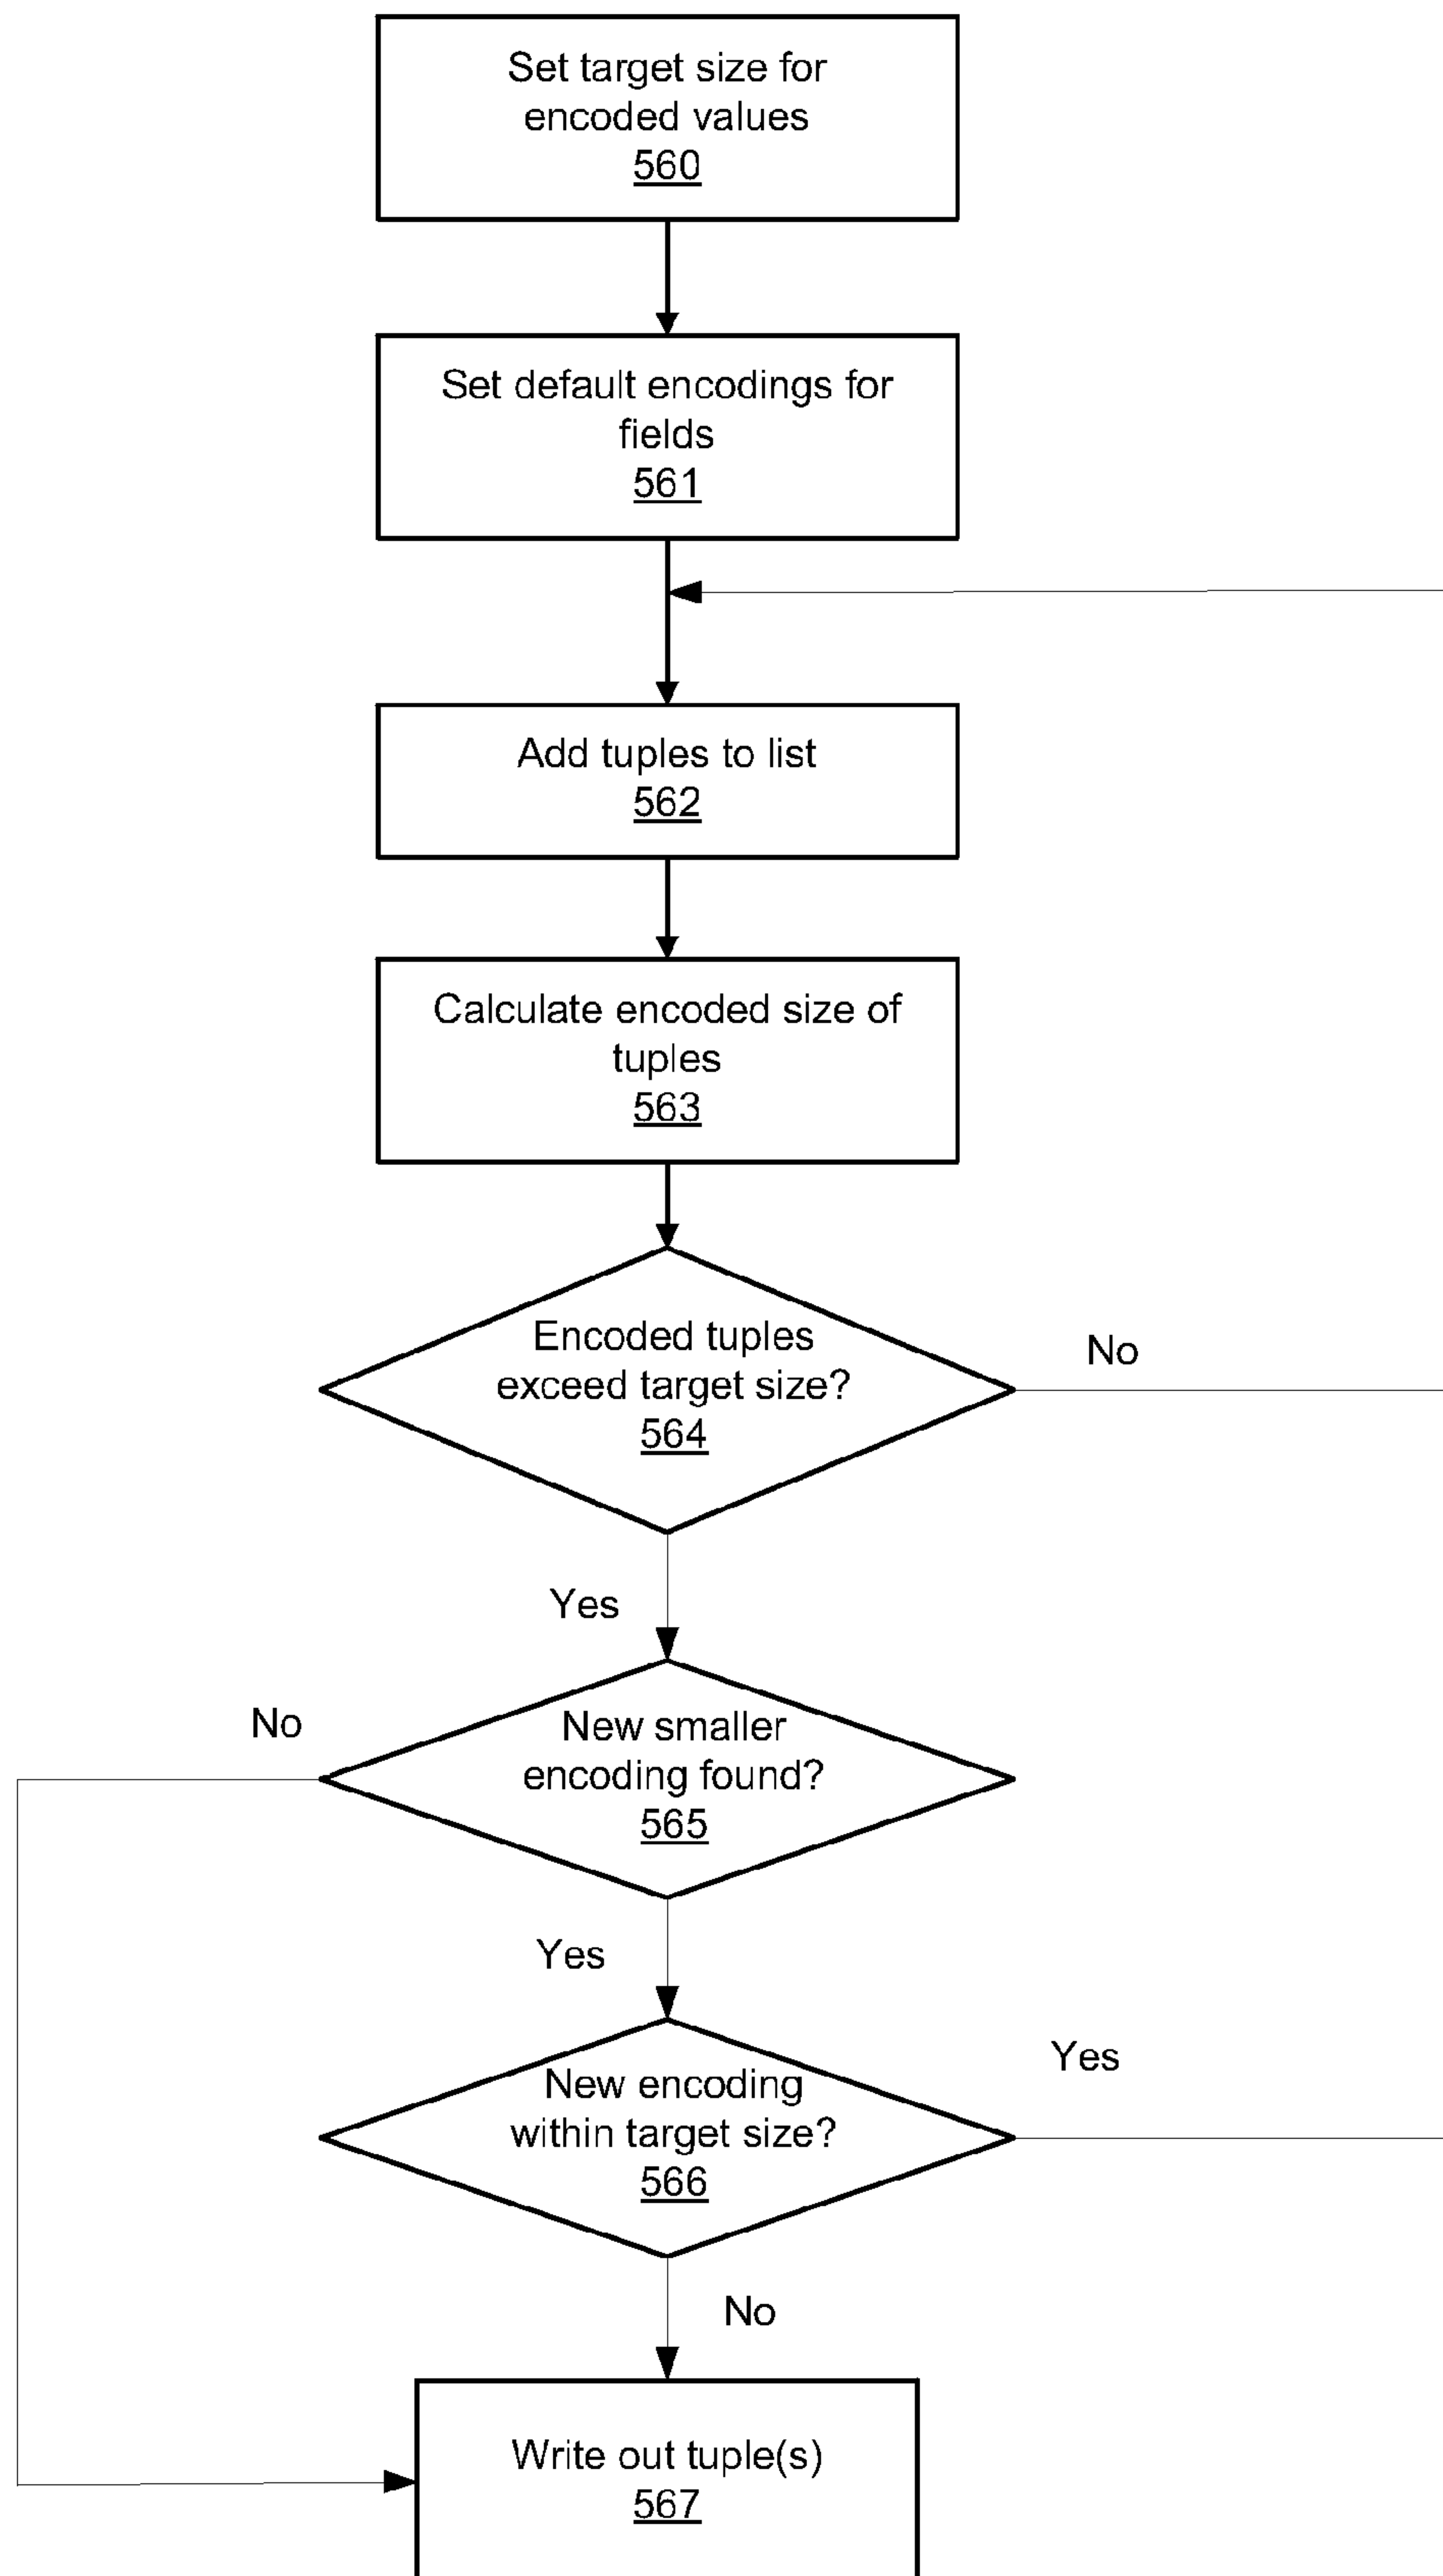 Set target size for
encoded values
560
Set default encodings for
fields
561
Add tuples to list
562
Calculate encoded size of
tuples
563
Encoded tuples
exceed target size?
564
No
Yes
New smaller
encoding found?
565
No
Yes
New encoding
within target size?
566
Yes
No
Write out tuple(s)
567